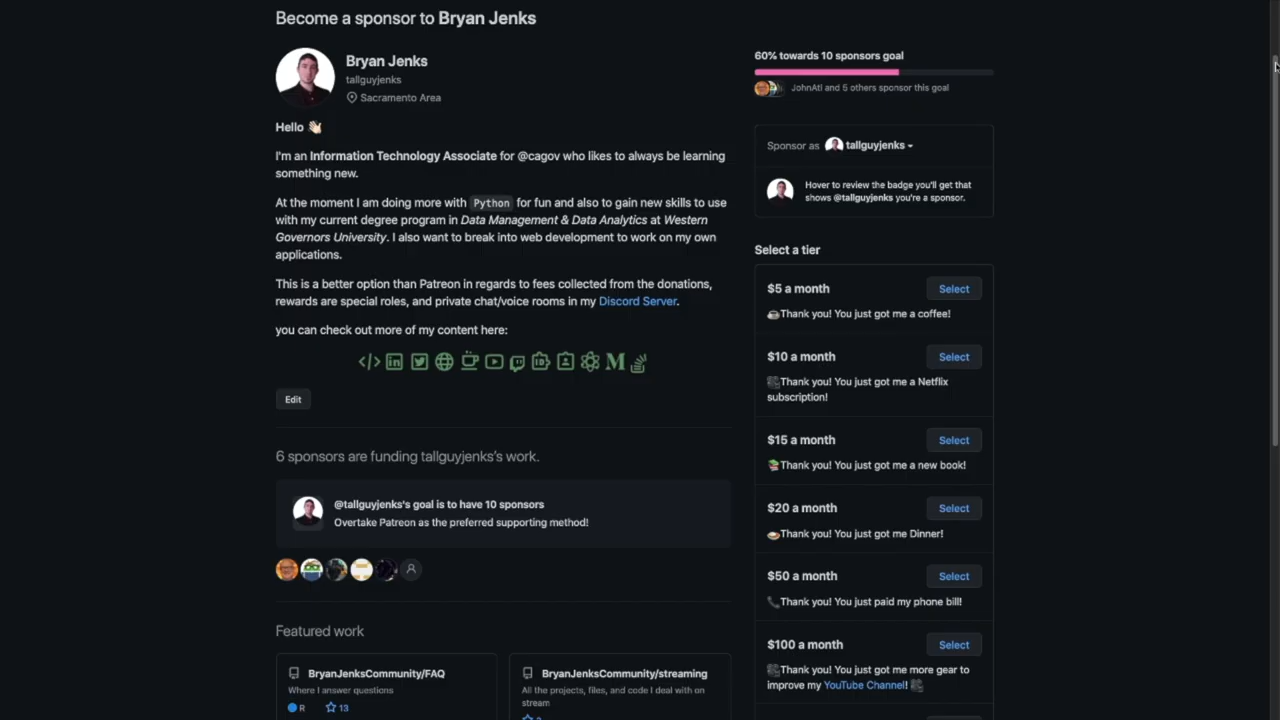 Become a sponsor to Bryan Jenks
Bryan Jenks
tallguyjenks
Sacramento Area
Hello 👋🏻
I'm an Information Technology Associate for @cagov who likes to always be learning
something new.
At the moment I am doing more with Python for fun and also to gain new skills to use
with my current degree program in Data Management & Data Analytics at Western
Governors University. I also want to break into web development to work on my own
applications.
This is a better option than Patreon in regards to fees collected from the donations,
rewards are special roles, and private chat/voice rooms in my Discord Server.
you can check out more of my content here:
Edit
6 sponsors are funding tallguyjenks's work.
@tallguyjenks's goal is to have 10 sponsors
Overtake Patreon as the preferred supporting method!
Featured work
BryanJenksCommunity/FAQ
Where I answer questions
R 13
BryanJenksCommunity/streaming
All the projects, files, and code I deal with on
stream
60% towards 10 sponsors goal
JohnAtl and 5 others sponsor this goal
Sponsor as tallguyjenks
Hover to review the badge you'll get that
shows @tallguyjenks you're a sponsor.
Select a tier
$5 a month Select
☕Thank you! You just got me a coffee!
$10 a month Select
Thank you! You just got me a Netflix
subscription!
$15 a month Select
📚Thank you! You just got me a new book!
$20 a month Select
Thank you! You just got me Dinner!
$50 a month Select
📞Thank you! You just paid my phone bill!
$100 a month Select
Thank you! You just got me more gear to
improve my YouTube Channel!